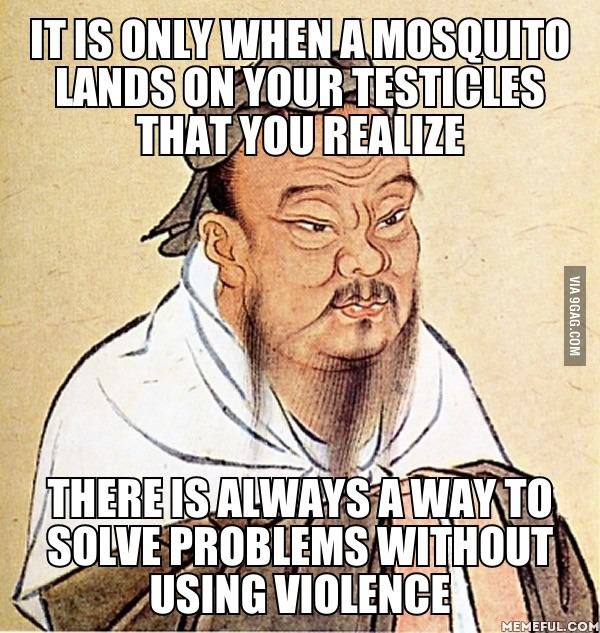 IT IS ONLY WHEN A MOSQUITO
LANDS ON YOUR TESTICLES
THAT YOU REALIZE
VIA 9GAG.COM
THERE IS ALWAYS A WAY TO
SOLVE PROBLEMS WITHOUT
USING VIOLENCE
MEMEFUL.COM